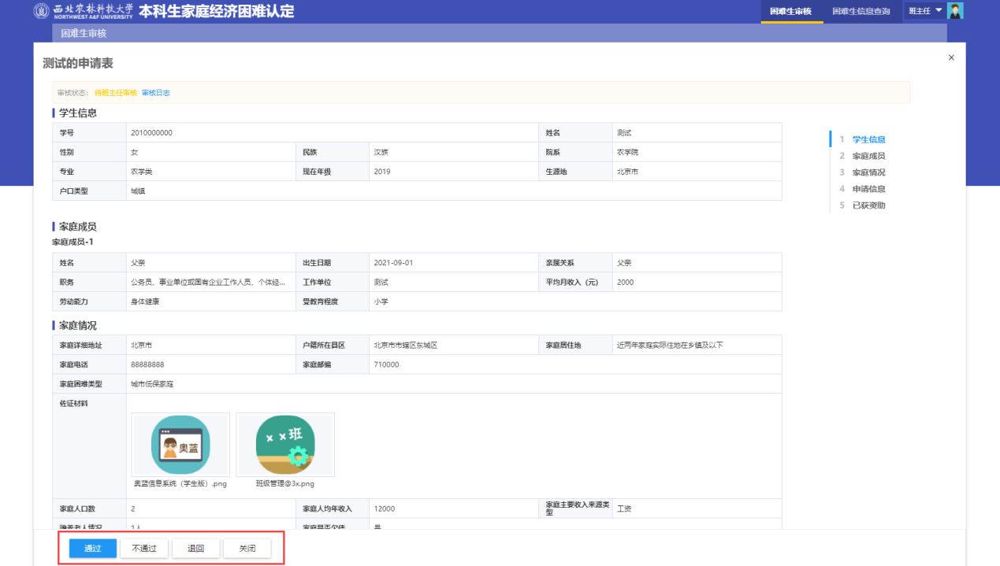 西北农林科技大学 本科生家庭经济困难认定 困难生审核 困难生信息查询 班主任
NORTHWEST A&F UNIVERSITY
困难生审核
测试的申请表 ×
审核状态: 待班主任审核 审核日志
学生信息
学号 2010000000 姓名 测试
性别 女 民族 汉族 院系 农学院
专业 农学类 现在年级 2019 生源地 北京市
户口类型 城镇
1 学生信息
2 家庭成员
3 家庭情况
4 申请信息
5 已获资助
家庭成员
家庭成员-1
姓名 父亲 出生日期 2021-09-01 亲属关系 父亲
职务 公务员、事业单位或国有企业工作人员、个体经... 工作单位 测试 平均月收入（元） 2000
劳动能力 身体健康 受教育程度 小学
家庭情况
家庭详细地址 北京市 户籍所在县区 北京市市辖区东城区 家庭居住地 近两年家庭实际住地在乡镇及以下
家庭电话 88888888 家庭邮编 710000
家庭困难类型 城市低保家庭
佐证材料
奥蓝
x x班
奥蓝信息系统（学生版）.png 班级管理@3x.png
家庭人口数 2 家庭人均年收入 12000 家庭主要收入来源类型 工资
赡养老人情况 1人 家庭是否欠债 是
通过 不通过 退回 关闭